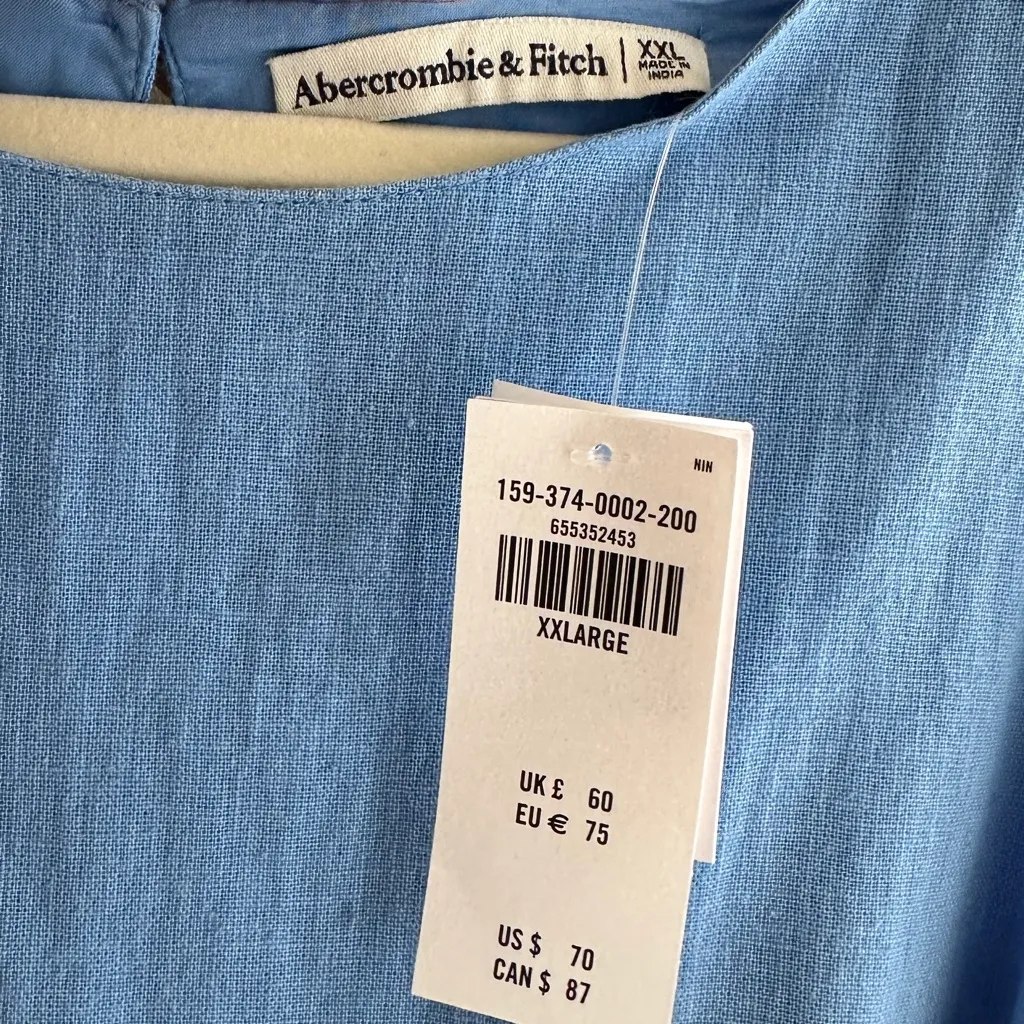 Abercrombie & Fitch | XXL
MADE IN
INDIA
NIN
159-374-0002-200
655352453
XXLARGE
UK £ 60
EU € 75
US $ 70
CAN $ 87